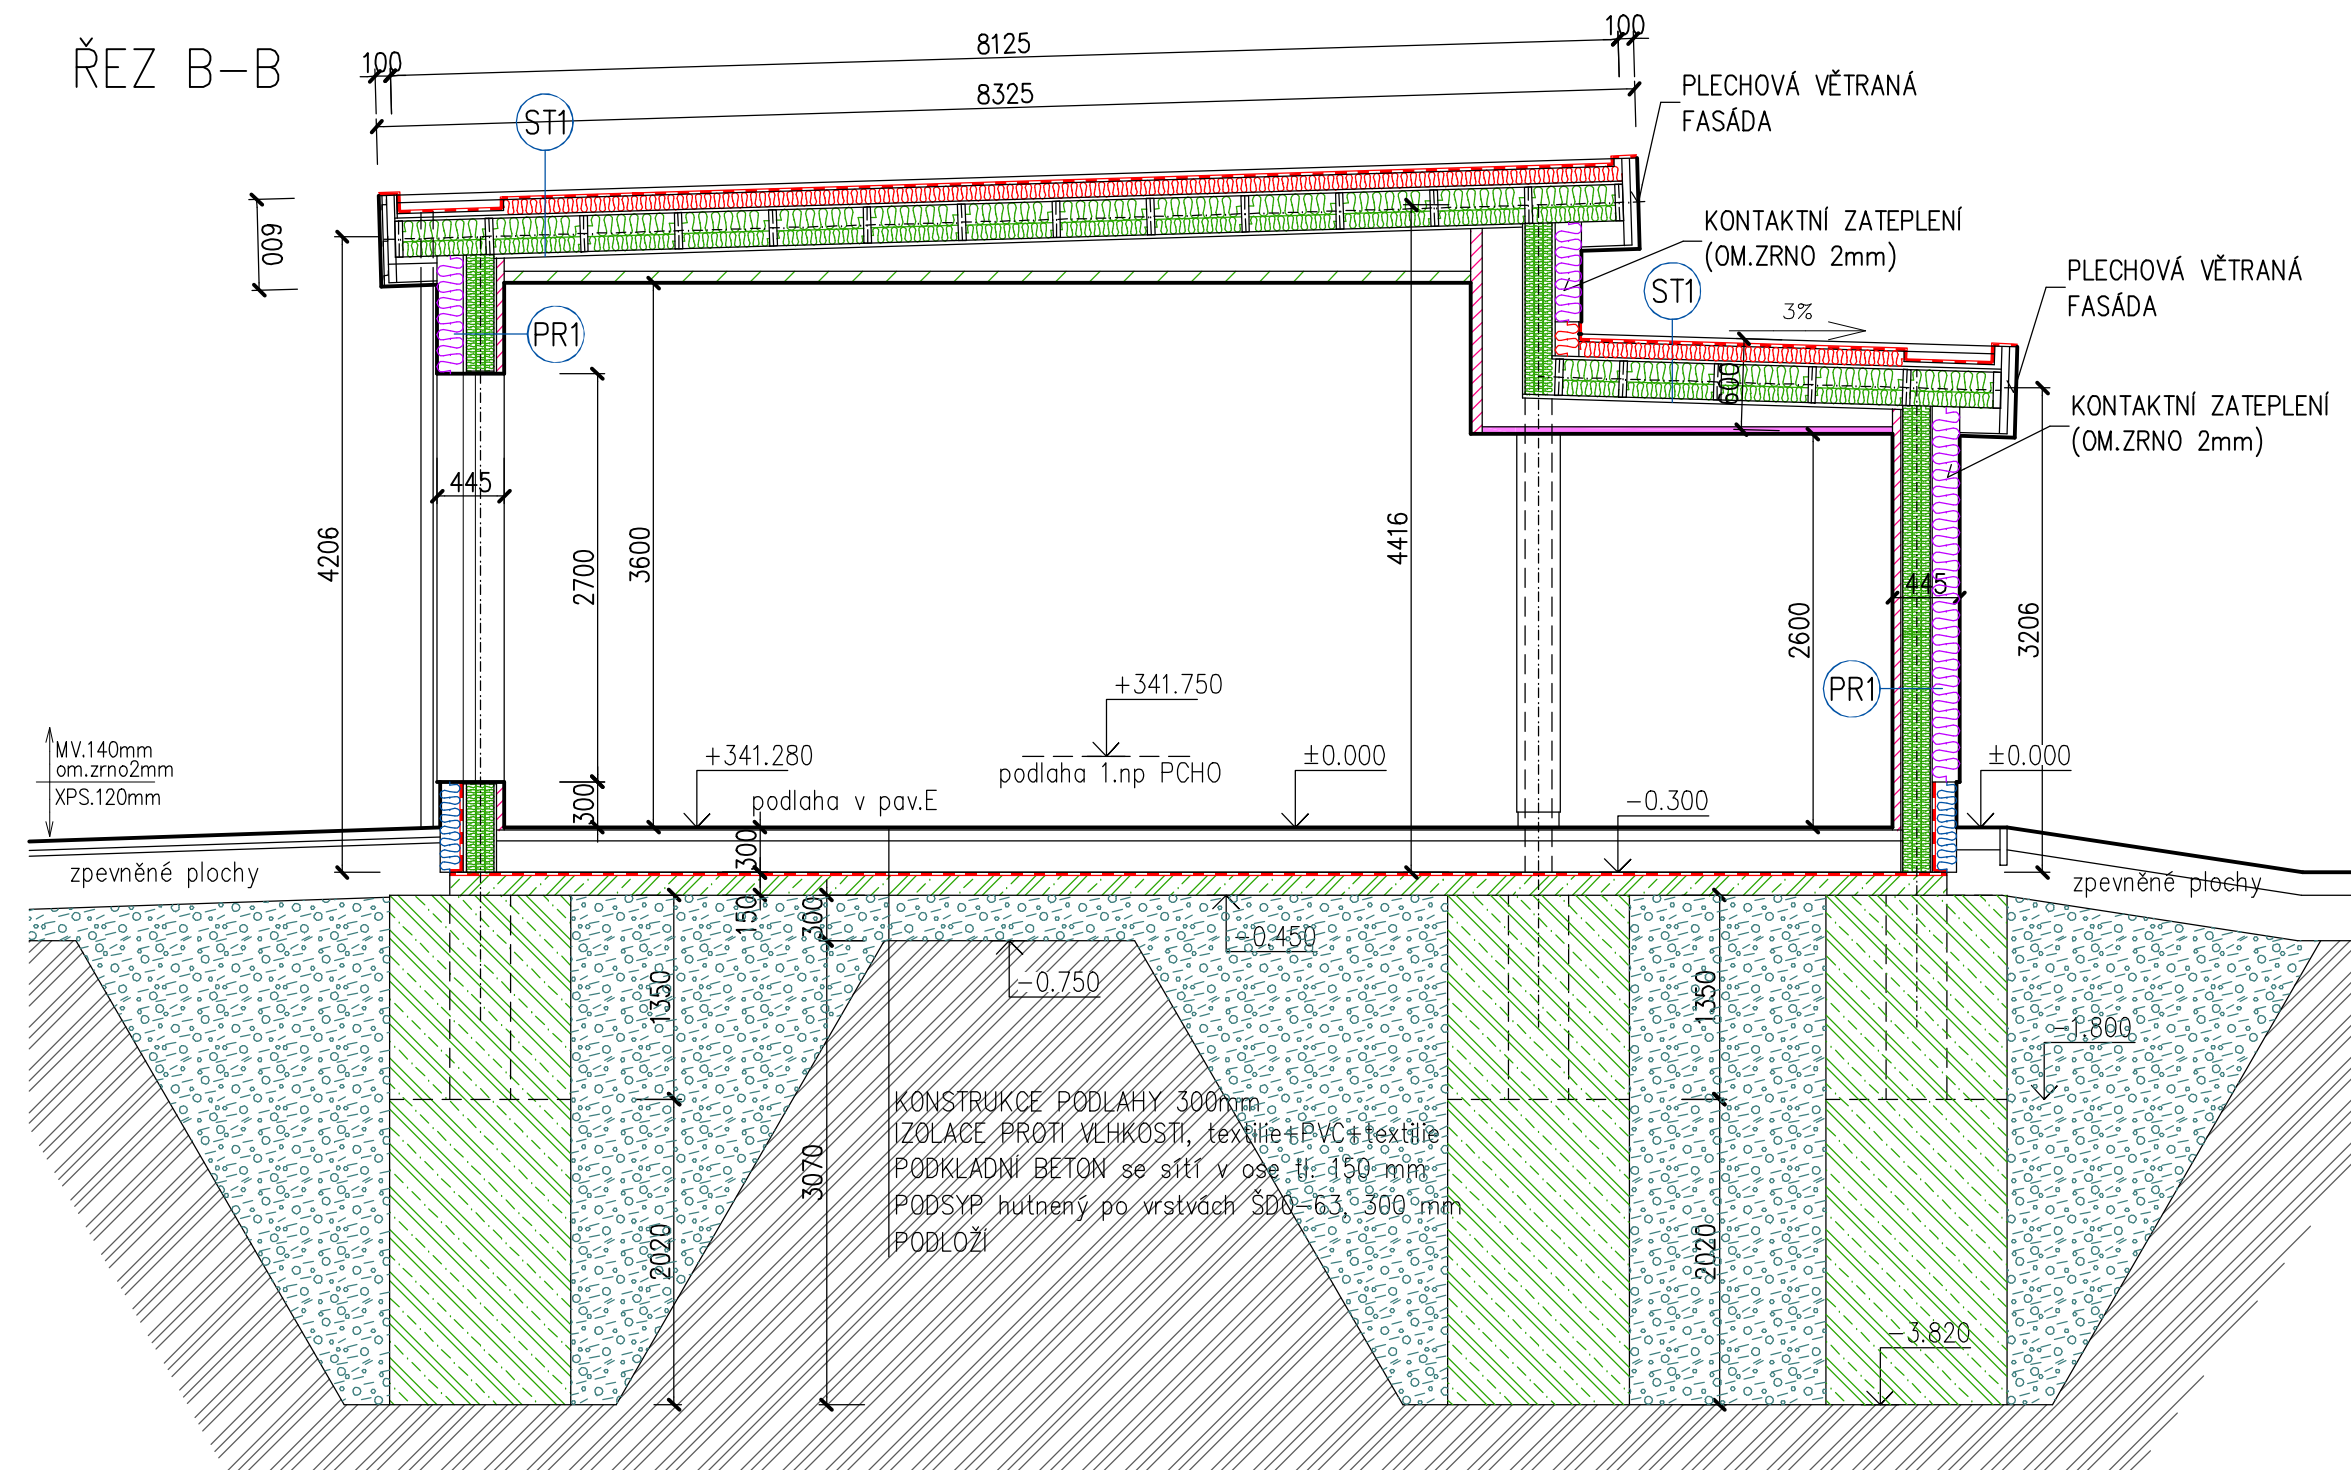 ŘEZ B-B
100
8125
100
8325
ST1
PLECHOVÁ VĚTRANÁ
FASÁDA
KONTAKTNÍ ZATEPLENÍ
(OM.ZRNO 2mm)
ST1
PLECHOVÁ VĚTRANÁ
FASÁDA
3%
600
PR1
600
KONTAKTNÍ ZATEPLENÍ
(OM.ZRNO 2mm)
445
4206
2700
3600
4416
2600
445
3206
PR1
+341.750
podlaha 1.np PCHO
+341.280
podlaha v pav.E
±0.000
±0.000
-0.300
MV.140mm
om.zrno2mm
XPS.120mm
300
300
zpevněné plochy
zpevněné plochy
150
300
-0.450
-0.750
1350
1350
-1.800
KONSTRUKCE PODLAHY 300mm
IZOLACE PROTI VLHKOSTI, textilie+PVC+textilie
PODKLADNÍ BETON se sítí v ose tl. 150 mm
PODSYP hutnený po vrstvách ŠD0-63, 300 mm
PODLOŽÍ
3070
2020
2020
-3.820